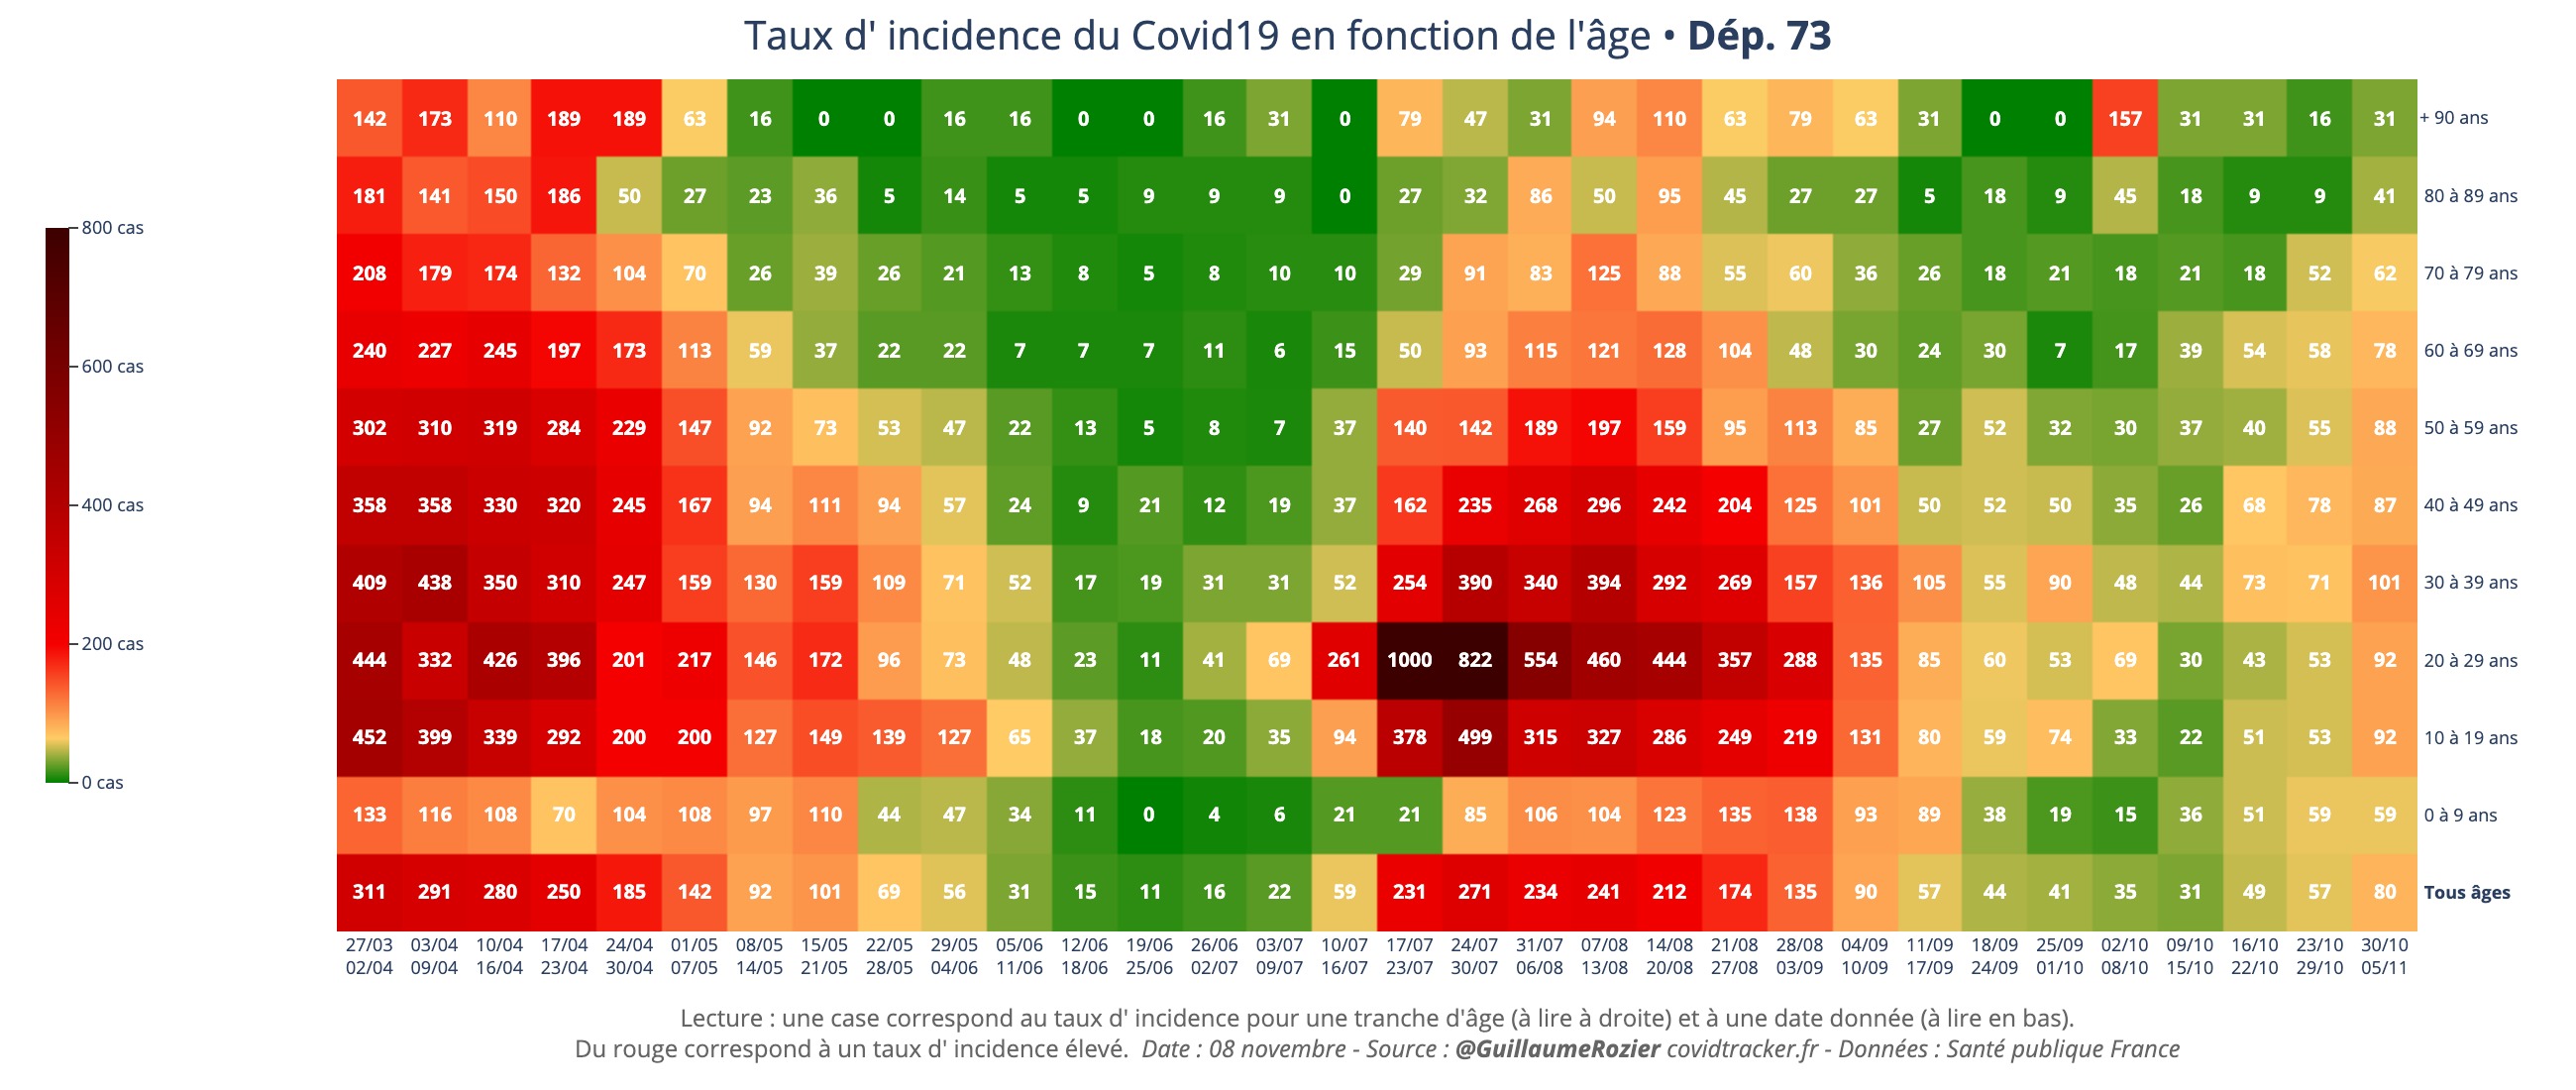 Taux d' incidence du Covid19 en fonction de l'âge • Dép. 73
800 cas
600 cas
400 cas
200 cas
0 cas
142 173 110 189 189 63 16 0 0 16 16 0 0 16 31 0 79 47 31 94 110 63 79 63 31 0 0 157 31 31 16 31 + 90 ans
181 141 150 186 50 27 23 36 5 14 5 5 9 9 9 0 27 32 86 50 95 45 27 27 5 18 9 45 18 9 9 41 80 à 89 ans
208 179 174 132 104 70 26 39 26 21 13 8 5 8 10 10 29 91 83 125 88 55 60 36 26 18 21 18 21 18 52 62 70 à 79 ans
240 227 245 197 173 113 59 37 22 22 7 7 7 11 6 15 50 93 115 121 128 104 48 30 24 30 7 17 39 54 58 78 60 à 69 ans
302 310 319 284 229 147 92 73 53 47 22 13 5 8 7 37 140 142 189 197 159 95 113 85 27 52 32 30 37 40 55 88 50 à 59 ans
358 358 330 320 245 167 94 111 94 57 24 9 21 12 19 37 162 235 268 296 242 204 125 101 50 52 50 35 26 68 78 87 40 à 49 ans
409 438 350 310 247 159 130 159 109 71 52 17 19 31 31 52 254 390 340 394 292 269 157 136 105 55 90 48 44 73 71 101 30 à 39 ans
444 332 426 396 201 217 146 172 96 73 48 23 11 41 69 261 1000 822 554 460 444 357 288 135 85 60 53 69 30 43 53 92 20 à 29 ans
452 399 339 292 200 200 127 149 139 127 65 37 18 20 35 94 378 499 315 327 286 249 219 131 80 59 74 33 22 51 53 92 10 à 19 ans
133 116 108 70 104 108 97 110 44 47 34 11 0 4 6 21 21 85 106 104 123 135 138 93 89 38 19 15 36 51 59 59 0 à 9 ans
311 291 280 250 185 142 92 101 69 56 31 15 11 16 22 59 231 271 234 241 212 174 135 90 57 44 41 35 31 49 57 80 Tous âges
27/03 03/04 10/04 17/04 24/04 01/05 08/05 15/05 22/05 29/05 05/06 12/06 19/06 26/06 03/07 10/07 17/07 24/07 31/07 07/08 14/08 21/08 28/08 04/09 11/09 18/09 25/09 02/10 09/10 16/10 23/10 30/10
02/04 09/04 16/04 23/04 30/04 07/05 14/05 21/05 28/05 04/06 11/06 18/06 25/06 02/07 09/07 16/07 23/07 30/07 06/08 13/08 20/08 27/08 03/09 10/09 17/09 24/09 01/10 08/10 15/10 22/10 29/10 05/11
Lecture : une case correspond au taux d' incidence pour une tranche d'âge (à lire à droite) et à une date donnée (à lire en bas).
Du rouge correspond à un taux d' incidence élevé. Date : 08 novembre - Source : @GuillaumeRozier covidtracker.fr - Données : Santé publique France